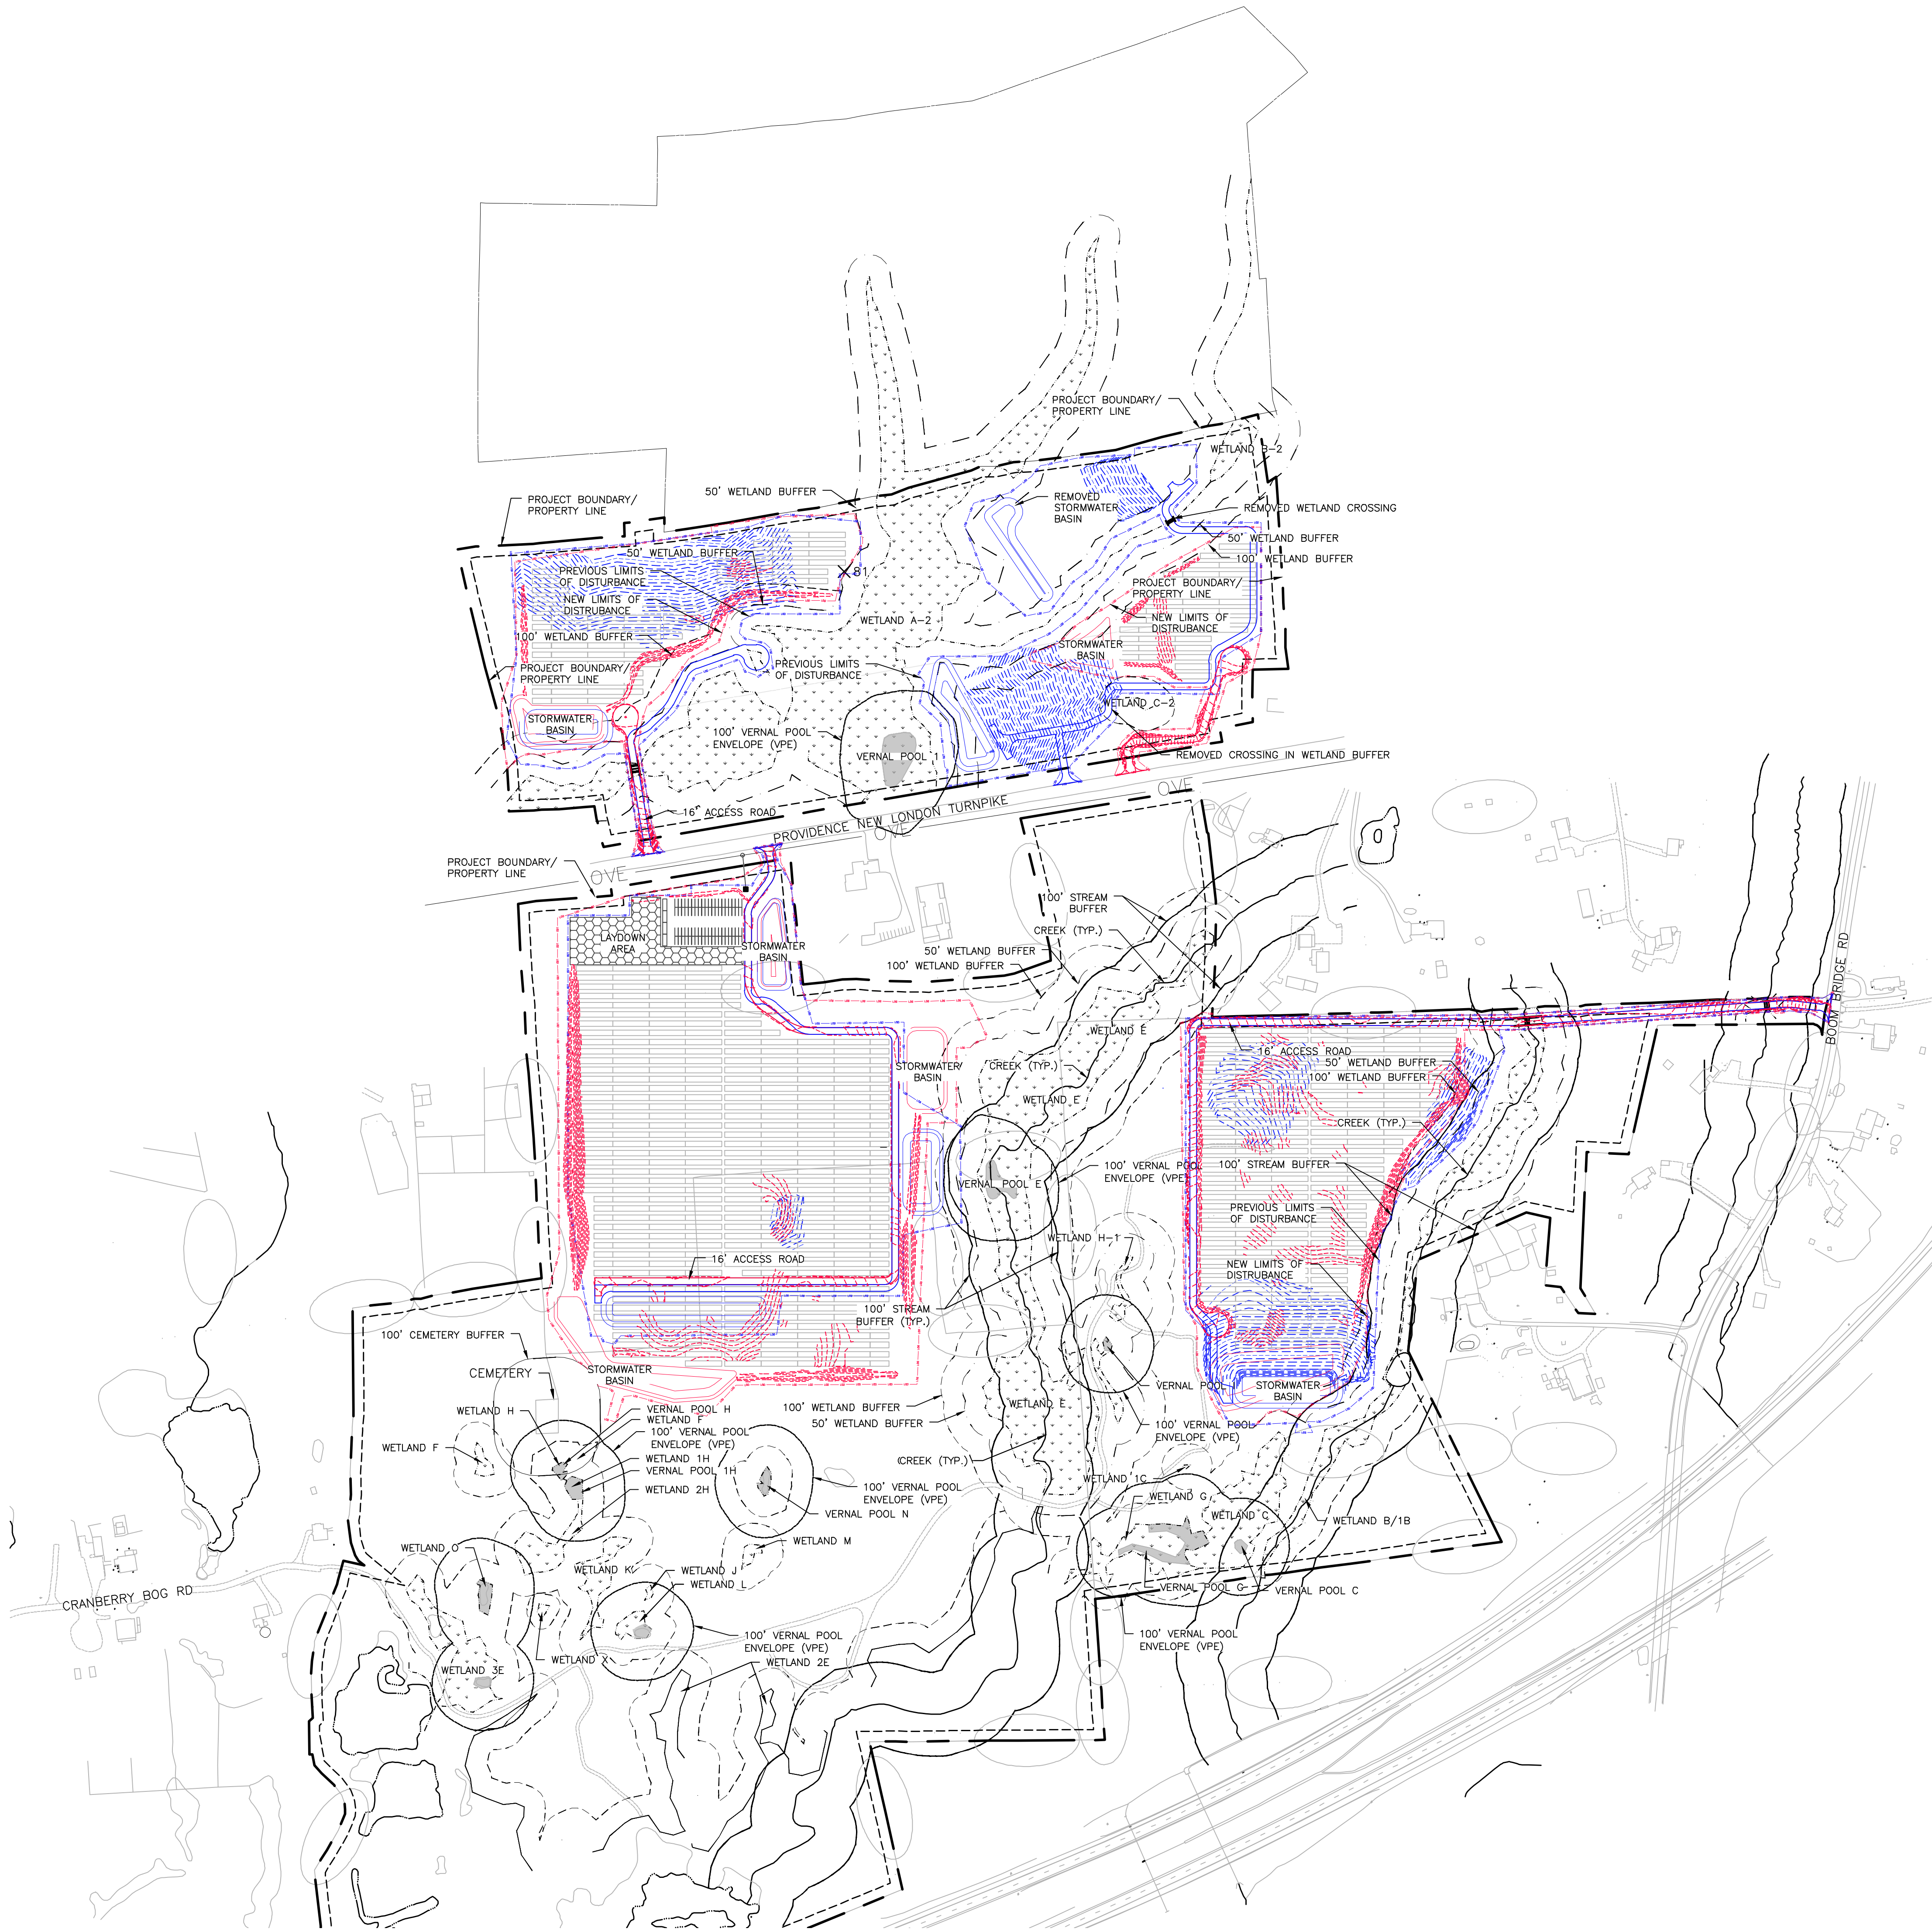 PROJECT BOUNDARY/
PROPERTY LINE
WETLAND B-2
50' WETLAND BUFFER
PROJECT BOUNDARY/
PROPERTY LINE
REMOVED
STORMWATER
BASIN
REMOVED WETLAND CROSSING
50' WETLAND BUFFER
50' WETLAND BUFFER
100' WETLAND BUFFER
PREVIOUS LIMITS
OF DISTURBANCE
81
PROJECT BOUNDARY/
PROPERTY LINE
NEW LIMITS OF
DISTRUBANCE
WETLAND A-2
NEW LIMITS OF
DISTRUBANCE
100' WETLAND BUFFER
STORMWATER
BASIN
PROJECT BOUNDARY/
PROPERTY LINE
PREVIOUS LIMITS
OF DISTURBANCE
WETLAND C-2
STORMWATER
BASIN
100' VERNAL POOL
ENVELOPE (VPE)
VERNAL POOL 1
REMOVED CROSSING IN WETLAND BUFFER
16' ACCESS ROAD
OVE
PROVIDENCE NEW LONDON TURNPIKE
OVE
PROJECT BOUNDARY/
PROPERTY LINE
OVE
100' STREAM
BUFFER
LAYDOWN
AREA
STORMWATER
BASIN
CREEK (TYP.)
50' WETLAND BUFFER
100' WETLAND BUFFER
BOOM BRIDGE RD
WETLAND E
16' ACCESS ROAD
STORMWATER
BASIN
CREEK (TYP.)
50' WETLAND BUFFER
100' WETLAND BUFFER
WETLAND E
CREEK (TYP.)
100' VERNAL POOL
ENVELOPE (VPE)
100' STREAM BUFFER
VERNAL POOL E
PREVIOUS LIMITS
OF DISTURBANCE
WETLAND H-1
16' ACCESS ROAD
NEW LIMITS OF
DISTRUBANCE
100' STREAM
BUFFER (TYP.)
100' CEMETERY BUFFER
CEMETERY
STORMWATER
BASIN
VERNAL POOL
STORMWATER
BASIN
WETLAND H
VERNAL POOL H
WETLAND F
100' VERNAL POOL
ENVELOPE (VPE)
100' WETLAND BUFFER
50' WETLAND BUFFER
WETLAND E
100' VERNAL POOL
ENVELOPE (VPE)
WETLAND F
WETLAND 1H
VERNAL POOL 1H
WETLAND 2H
CREEK (TYP.)
WETLAND 1C
100' VERNAL POOL
ENVELOPE (VPE)
VERNAL POOL N
WETLAND G
WETLAND C
WETLAND B/1B
WETLAND M
WETLAND O
WETLAND K
WETLAND J
WETLAND L
VERNAL POOL G
VERNAL POOL C
CRANBERRY BOG RD
100' VERNAL POOL
ENVELOPE (VPE)
100' VERNAL POOL
ENVELOPE (VPE)
WETLAND X
WETLAND 2E
WETLAND 3E